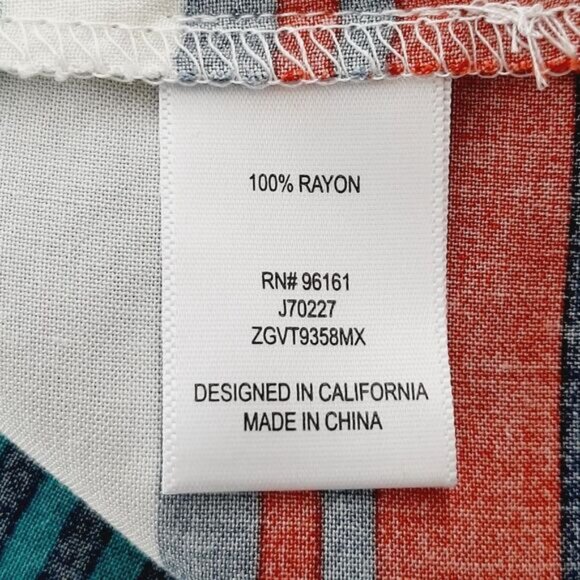 100% RAYON
RN# 96161
J70227
ZGVT9358MX
DESIGNED IN CALIFORNIA
MADE IN CHINA